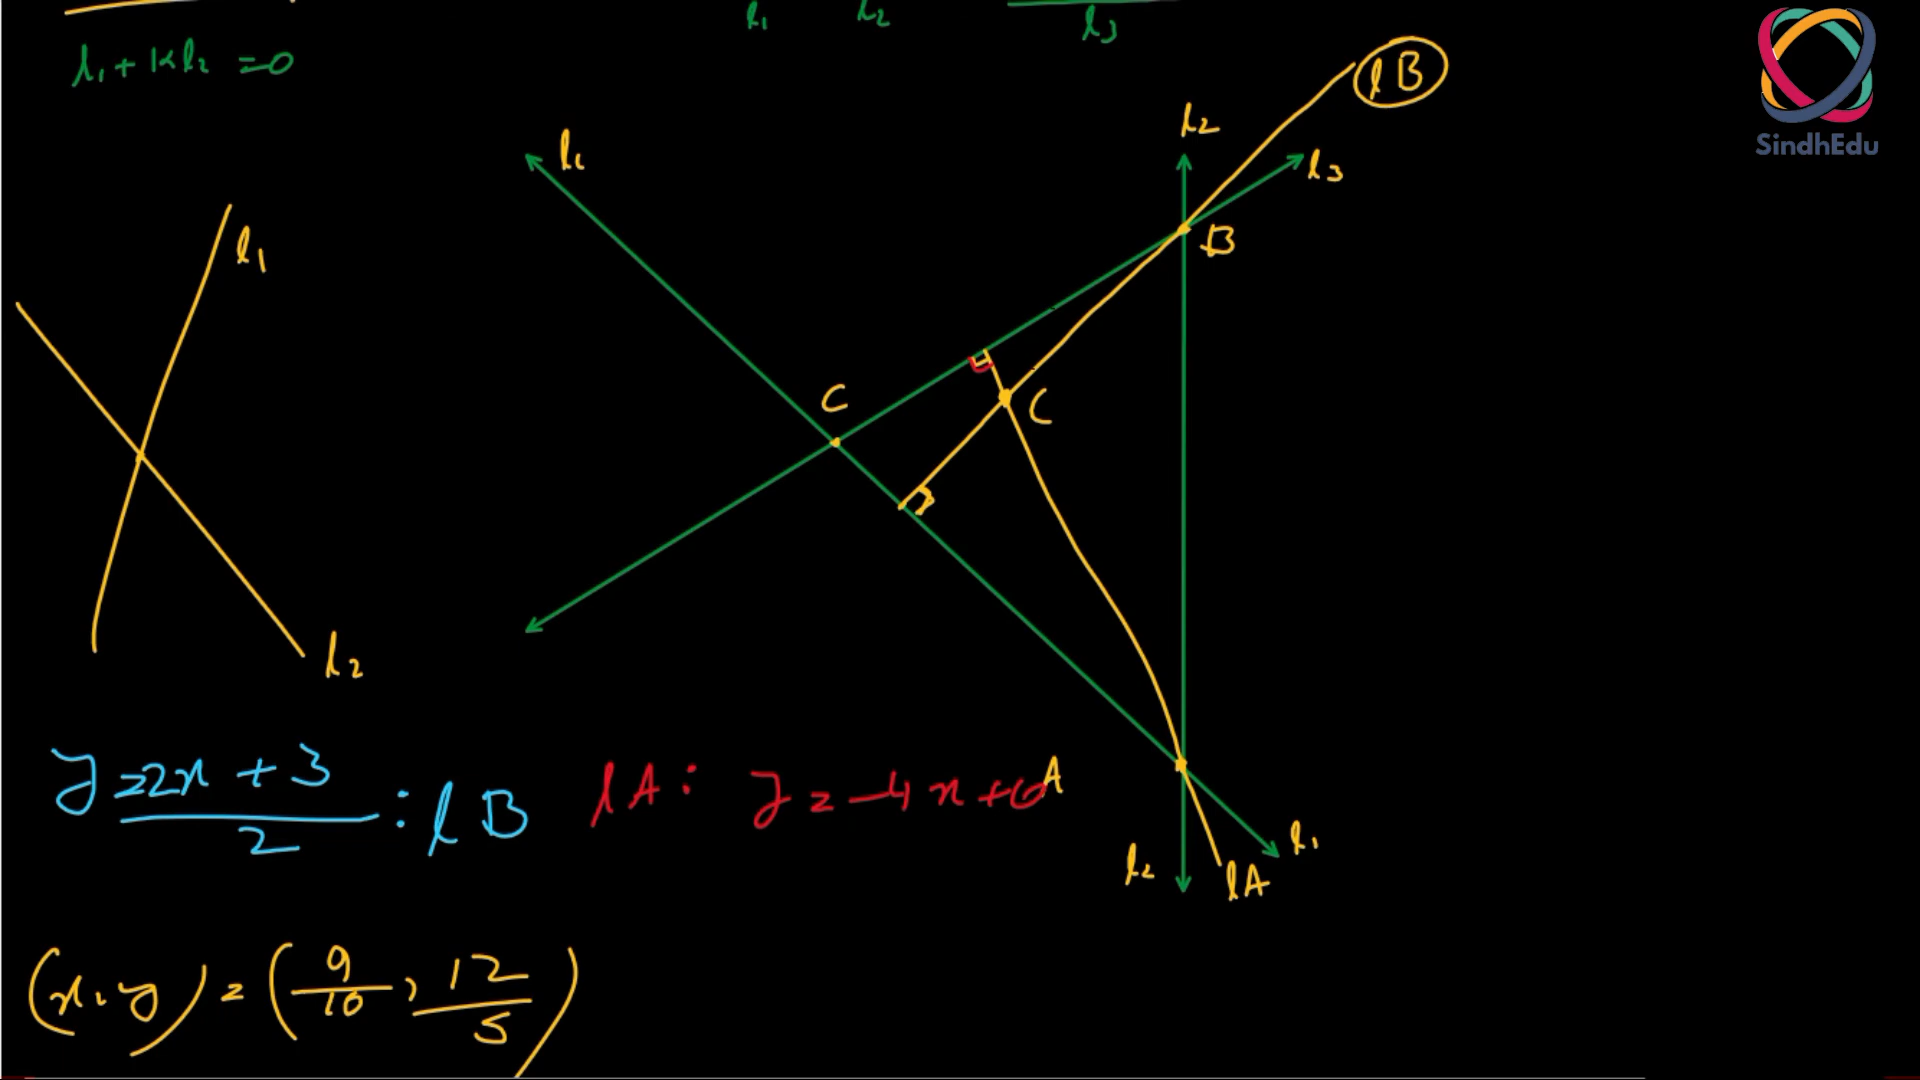 l₁ l₂ l₃
l₁ + kl₂ = 0
SindhEdu
lB
l₂
l₁
l₃
l₁
B
C
C
l₂
y = 2x + 3 / 2 : lB
lA : y = -4x+6
A
l₁
l₂
lA
(x, y) = (9/10, 12/5)